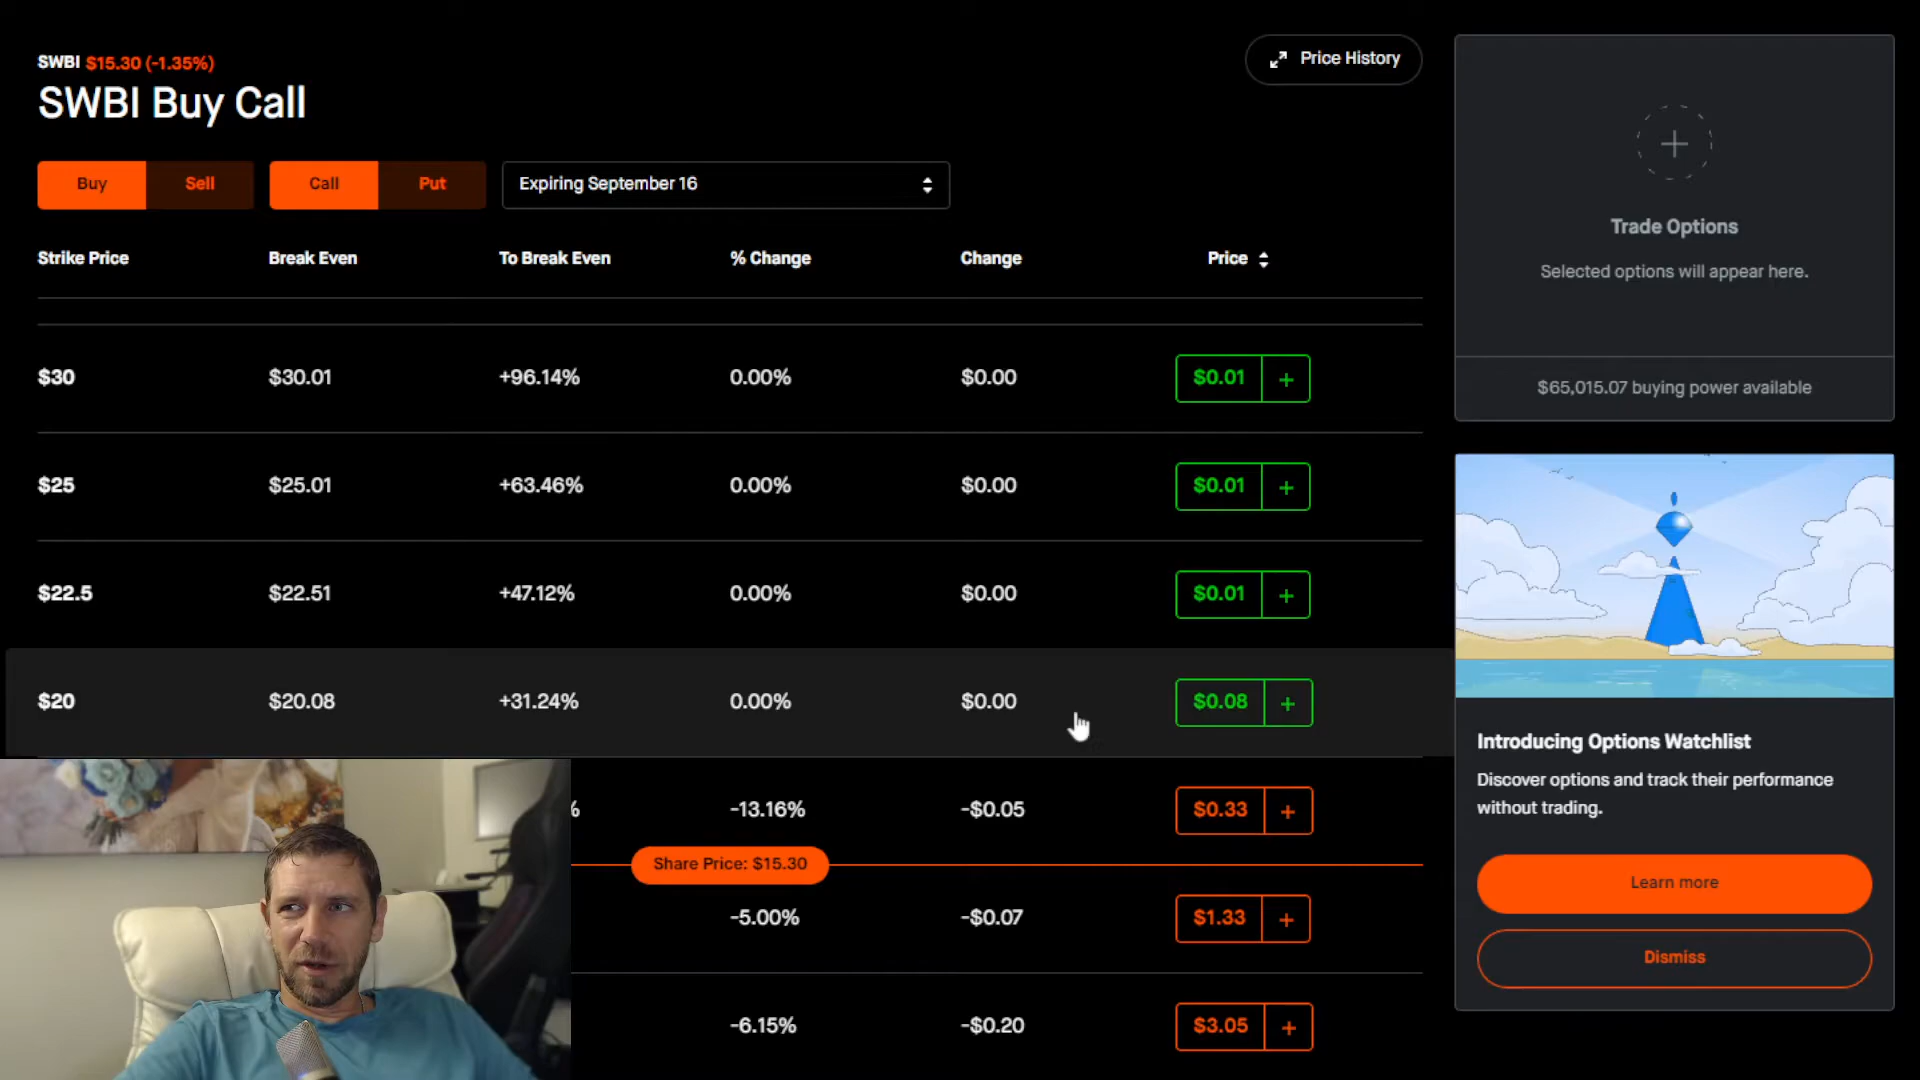 SWBI $15.30 (-1.35%)
SWBI Buy Call
Price History
Buy
Sell
Call
Put
Expiring September 16
Strike Price Break Even To Break Even % Change Change Price
$30 $30.01 +96.14% 0.00% $0.00 $0.01 +
$25 $25.01 +63.46% 0.00% $0.00 $0.01 +
$22.5 $22.51 +47.12% 0.00% $0.00 $0.01 +
$20 $20.08 +31.24% 0.00% $0.00 $0.08 +
% -13.16% -$0.05 $0.33 +
Share Price: $15.30
-5.00% -$0.07 $1.33 +
-6.15% -$0.20 $3.05 +
Trade Options
Selected options will appear here.
$65,015.07 buying power available
Introducing Options Watchlist
Discover options and track their performance
without trading.
Learn more
Dismiss